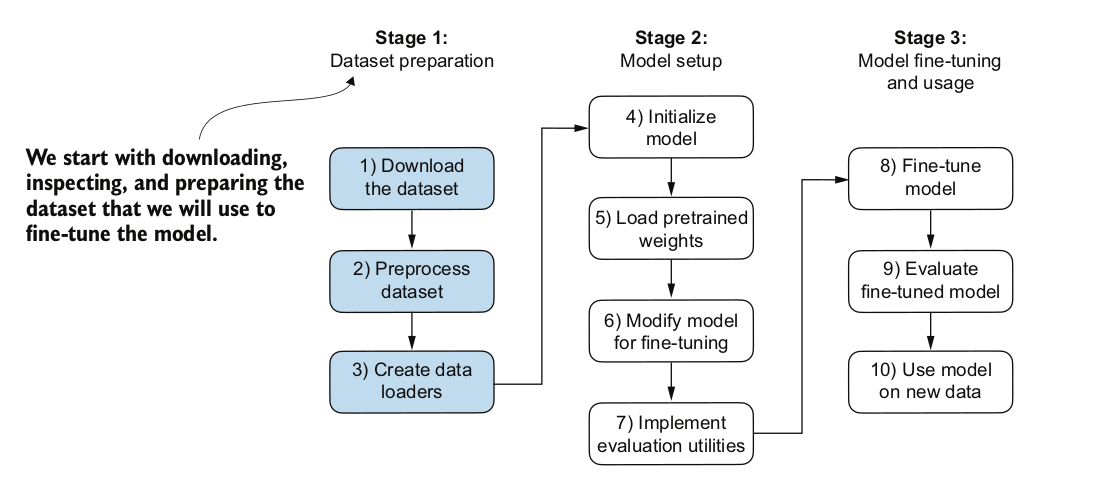 Stage 1:
Dataset preparation
We start with downloading,
inspecting, and preparing the
dataset that we will use to
fine-tune the model.
1) Download
the dataset
2) Preprocess
dataset
3) Create data
loaders
Stage 2:
Model setup
4) Initialize
model
5) Load pretrained
weights
6) Modify model
for fine-tuning
7) Implement
evaluation utilities
Stage 3:
Model fine-tuning
and usage
8) Fine-tune
model
9) Evaluate
fine-tuned model
10) Use model
on new data